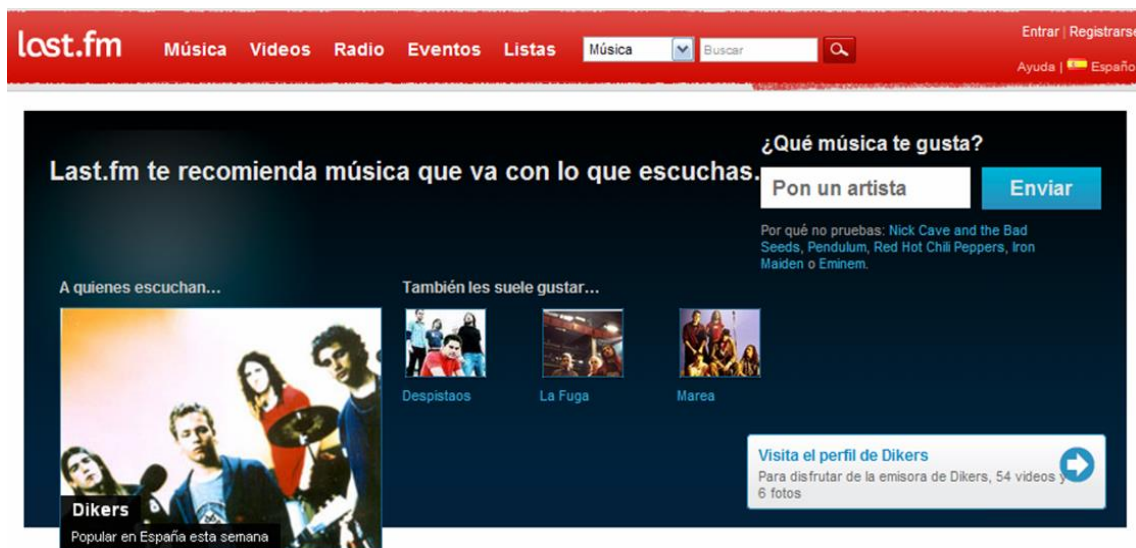 last.fm
Música Videos Radio Eventos Listas Música Buscar
Entrar | Registrarse
Ayuda | Españo
Last.fm te recomienda música que va con lo que escuchas.
¿Qué música te gusta?
Pon un artista Enviar
Por qué no pruebas: Nick Cave and the Bad
Seeds, Pendulum, Red Hot Chili Peppers, Iron
Maiden o Eminem.
A quienes escuchan...
También les suele gustar...
Despistaos La Fuga Marea
Dikers
Popular en España esta semana
Visita el perfil de Dikers
Para disfrutar de la emisora de Dikers, 54 videos y
6 fotos